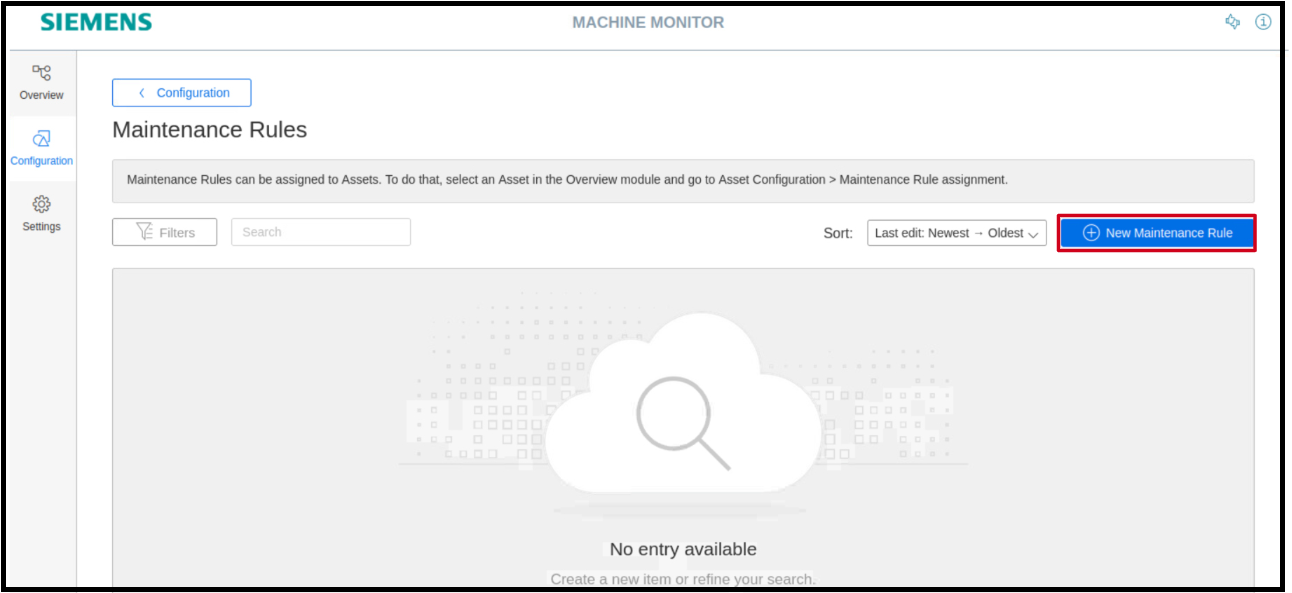 SIEMENS
MACHINE MONITOR
Overview
Configuration
Settings
Configuration
Maintenance Rules
Maintenance Rules can be assigned to Assets. To do that, select an Asset in the Overview module and go to Asset Configuration > Maintenance Rule assignment.
Filters
Search
Sort:
Last edit: Newest → Oldest
New Maintenance Rule
No entry available
Create a new item or refine your search.